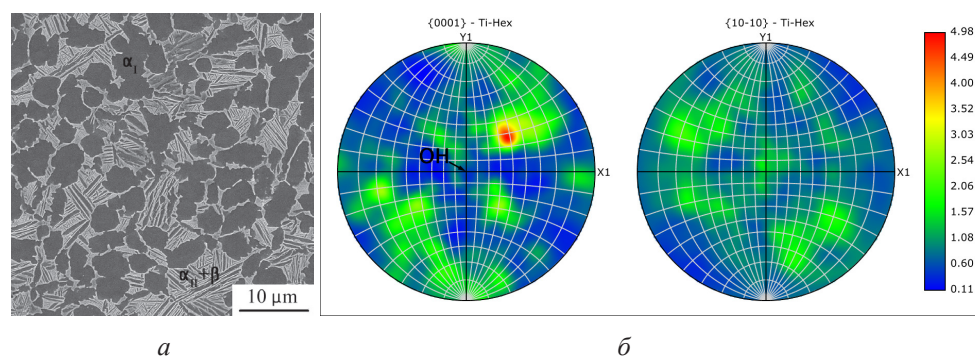 α_I
α_II+β
10 μm
{0001} - Ti-Hex
Y1
ОН
X1
{10-10} - Ti-Hex
Y1
X1
4.98
4.49
4.01
3.52
3.03
2.54
2.06
1.57
1.08
0.60
0.11
а
б